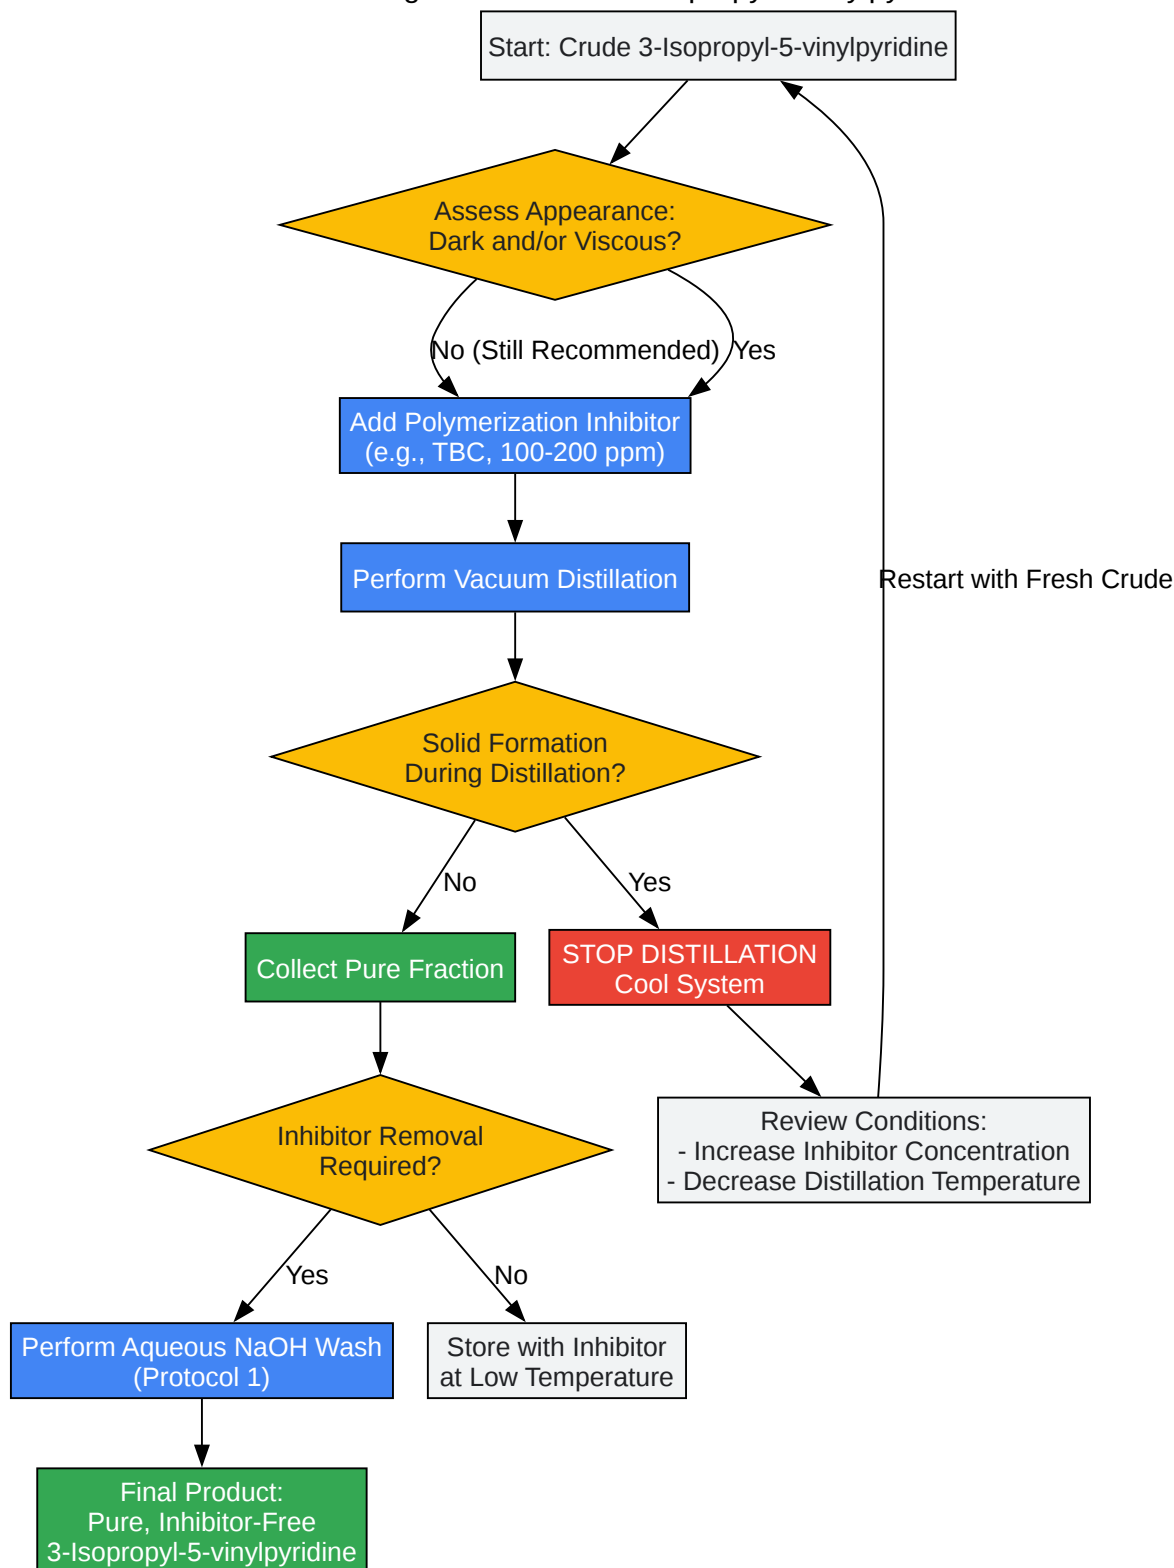 Start: Crude 3-Isopropyl-5-vinylpyridine
Assess Appearance:
Dark and/or Viscous?
No (Still Recommended)
Yes
Add Polymerization Inhibitor
(e.g., TBC, 100-200 ppm)
Perform Vacuum Distillation
Restart with Fresh Crude
Solid Formation
During Distillation?
No
Yes
Collect Pure Fraction
STOP DISTILLATION
Cool System
Review Conditions:
- Increase Inhibitor Concentration
- Decrease Distillation Temperature
Inhibitor Removal
Required?
Yes
No
Perform Aqueous NaOH Wash
(Protocol 1)
Store with Inhibitor
at Low Temperature
Final Product:
Pure, Inhibitor-Free
3-Isopropyl-5-vinylpyridine